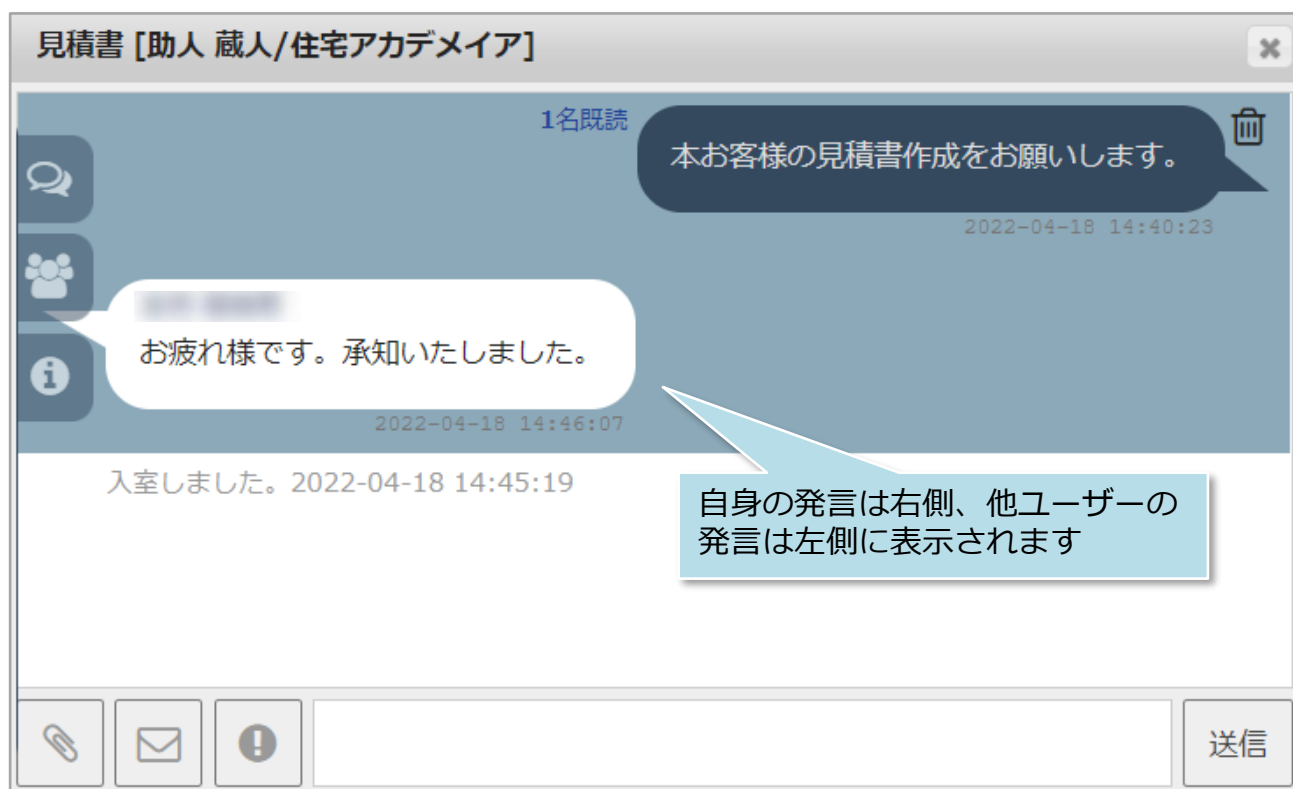 見積書 [助人 蔵人/住宅アカデメイア]
1名既読
本お客様の見積書作成をお願いします。
2022-04-18 14:40:23
お疲れ様です。承知いたしました。
2022-04-18 14:46:07
入室しました。2022-04-18 14:45:19
自身の発言は右側、他ユーザーの
発言は左側に表示されます
送信